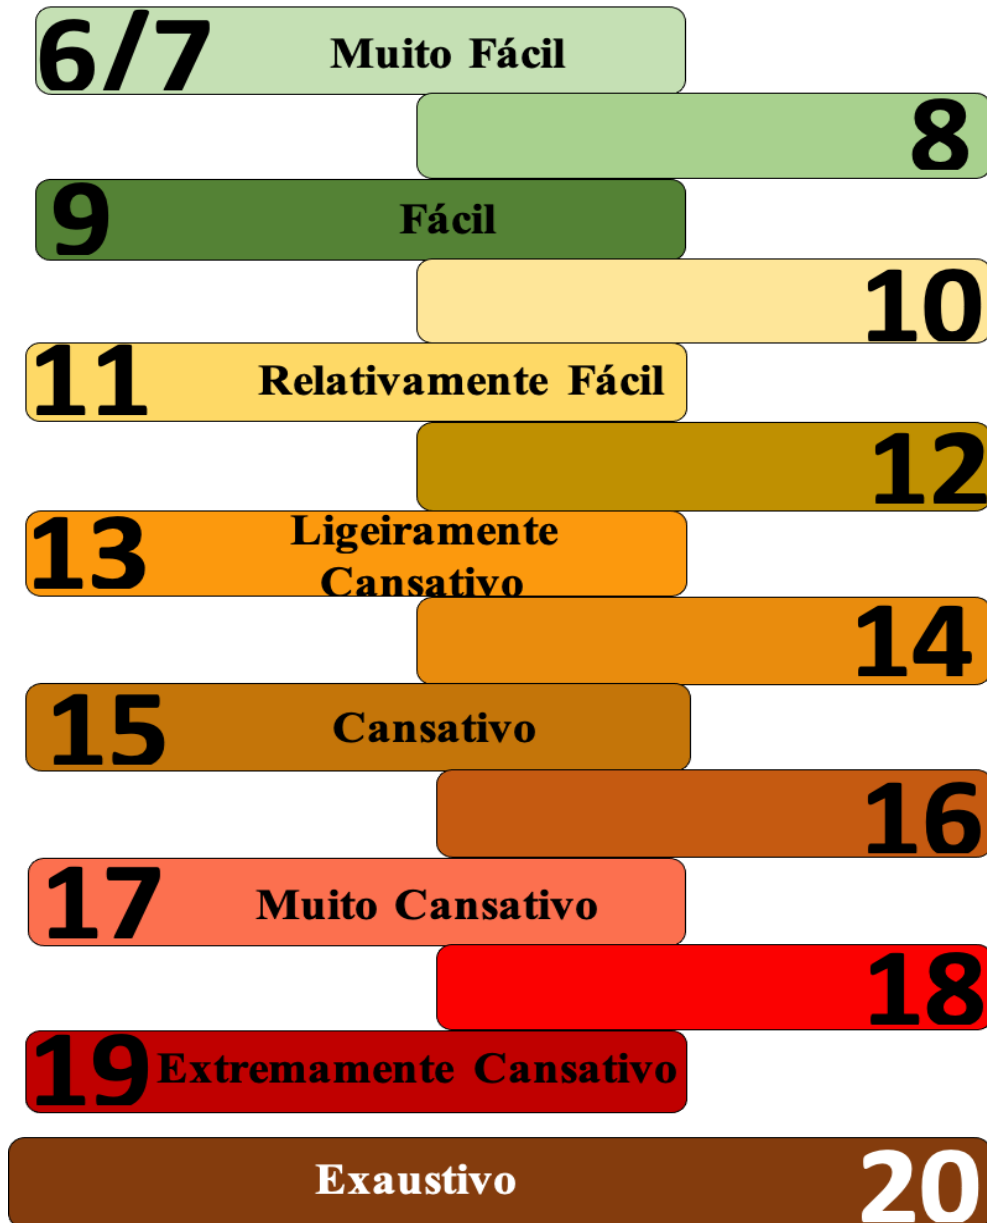 6/7 Muito Fácil
8
9 Fácil
10
11 Relativamente Fácil
12
13 Ligeiramente
Cansativo
14
15 Cansativo
16
17 Muito Cansativo
18
19 Extremamente Cansativo
Exaustivo 20